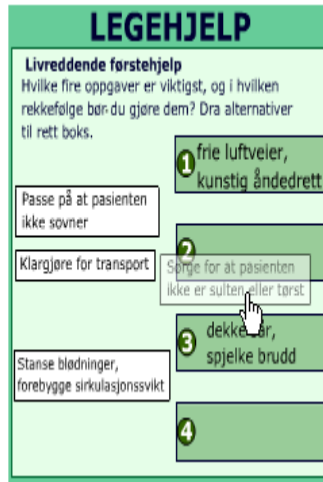 LEGEHJELP
Livreddende førstehjelp
Hvilke fire oppgaver er viktigst, og i hvilken
rekkefølge bør du gjøre dem? Dra alternativer
til rett boks.
1
frie luftveier,
kunstig åndedrett
Passe på at pasienten
ikke sovner
2
Klargjøre for transport
Sørge for at pasienten
ikke er sulten eller tørst
3
dekke sår,
spjelke brudd
Stanse blødninger,
forebygge sirkulasjonssvikt
4